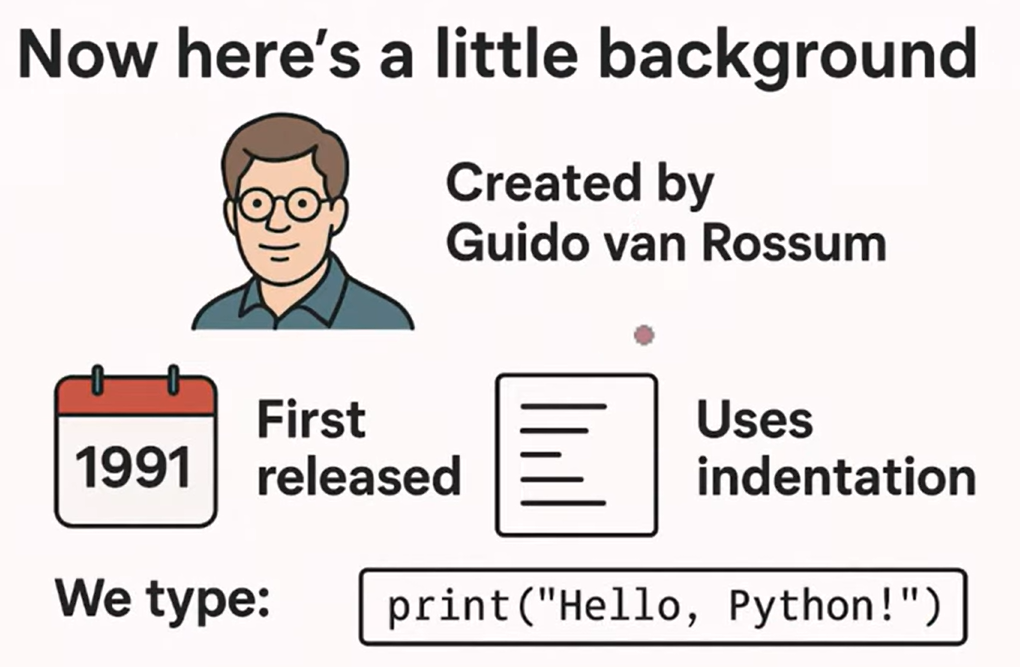 Now here's a little background
Created by
Guido van Rossum
1991
First
released
Uses
indentation
We type:
print("Hello, Python!")